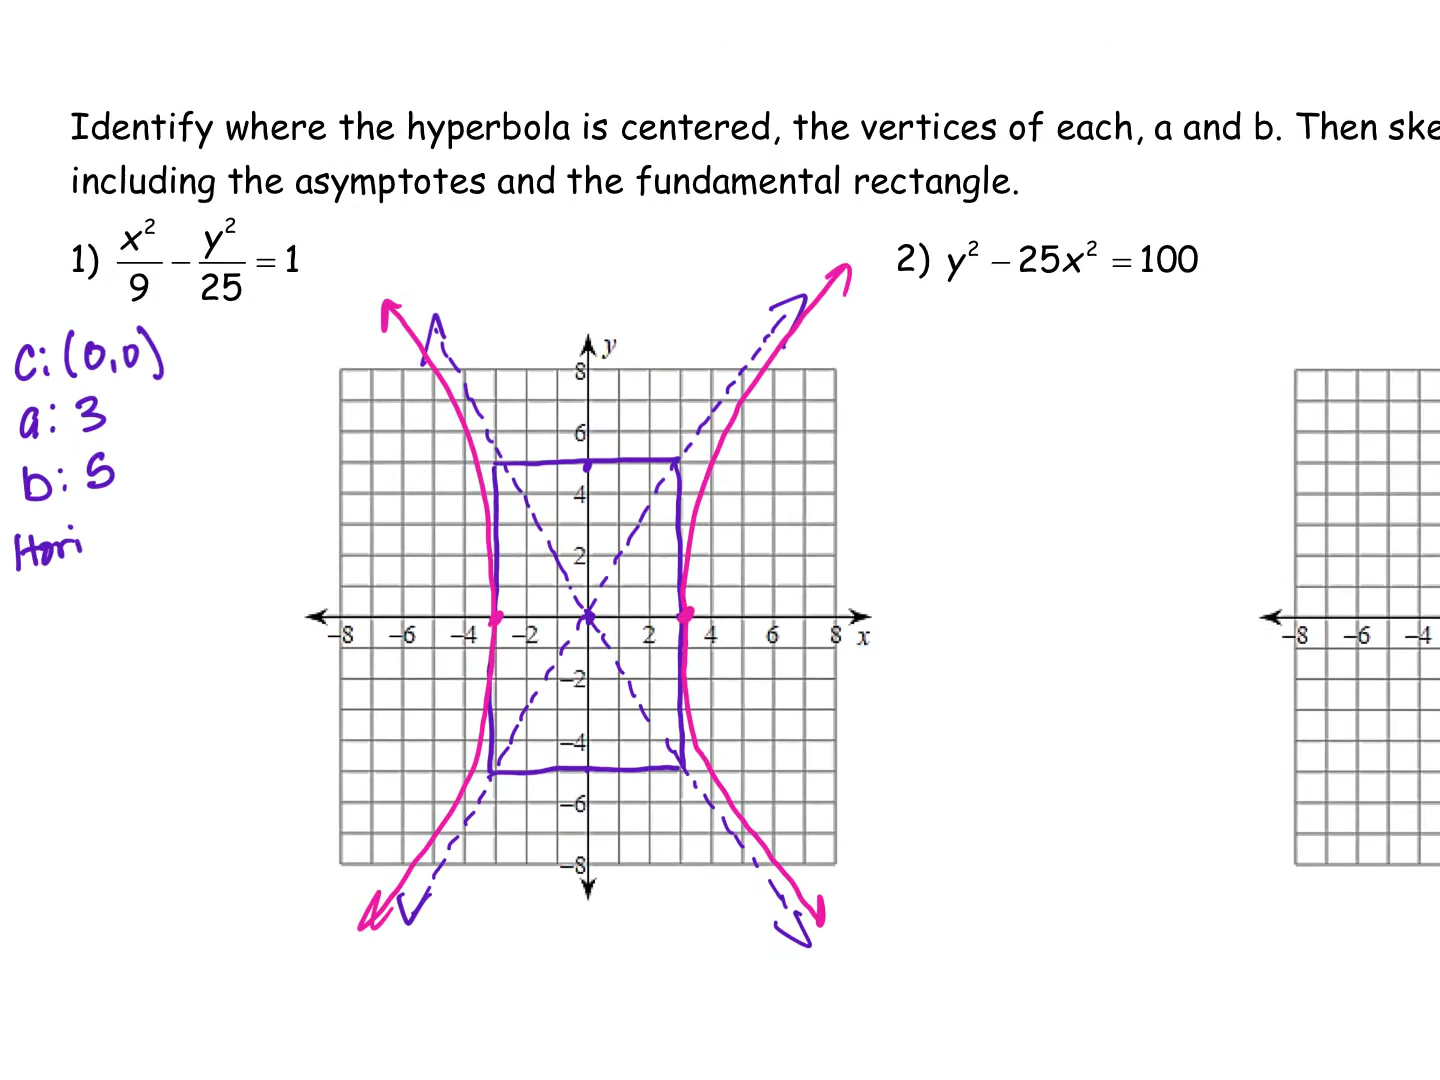 Identify where the hyperbola is centered, the vertices of each, a and b. Then ske
including the asymptotes and the fundamental rectangle.
1) x²/9 − y²/25 = 1
2) y² − 25x² = 100
C: (0,0)
a: 3
b: 5
Hori
y
8
6
4
2
−8 −6 −4 −2 2 4 6 8 x
−2
−4
−6
−8
−8 −6 −4